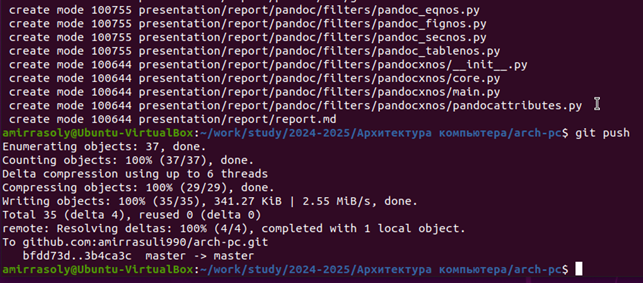 create mode 100755 presentation/report/pandoc/filters/pandoc_eqnos.py
create mode 100755 presentation/report/pandoc/filters/pandoc_fignos.py
create mode 100755 presentation/report/pandoc/filters/pandoc_secnos.py
create mode 100755 presentation/report/pandoc/filters/pandoc_tablenos.py
create mode 100644 presentation/report/pandoc/filters/pandocxnos/__init__.py
create mode 100644 presentation/report/pandoc/filters/pandocxnos/core.py
create mode 100644 presentation/report/pandoc/filters/pandocxnos/main.py
create mode 100644 presentation/report/pandoc/filters/pandocxnos/pandocattributes.py
create mode 100644 presentation/report/report.md
amirrasoly@Ubuntu-VirtualBox:~/work/study/2024-2025/Архитектура компьютера/arch-pc$ git push
Enumerating objects: 37, done.
Counting objects: 100% (37/37), done.
Delta compression using up to 6 threads
Compressing objects: 100% (29/29), done.
Writing objects: 100% (35/35), 341.27 KiB | 2.55 MiB/s, done.
Total 35 (delta 4), reused 0 (delta 0)
remote: Resolving deltas: 100% (4/4), completed with 1 local object.
To github.com:amirrasuli990/arch-pc.git
bfdd73d..3b4ca3c  master -> master
amirrasoly@Ubuntu-VirtualBox:~/work/study/2024-2025/Архитектура компьютера/arch-pc$